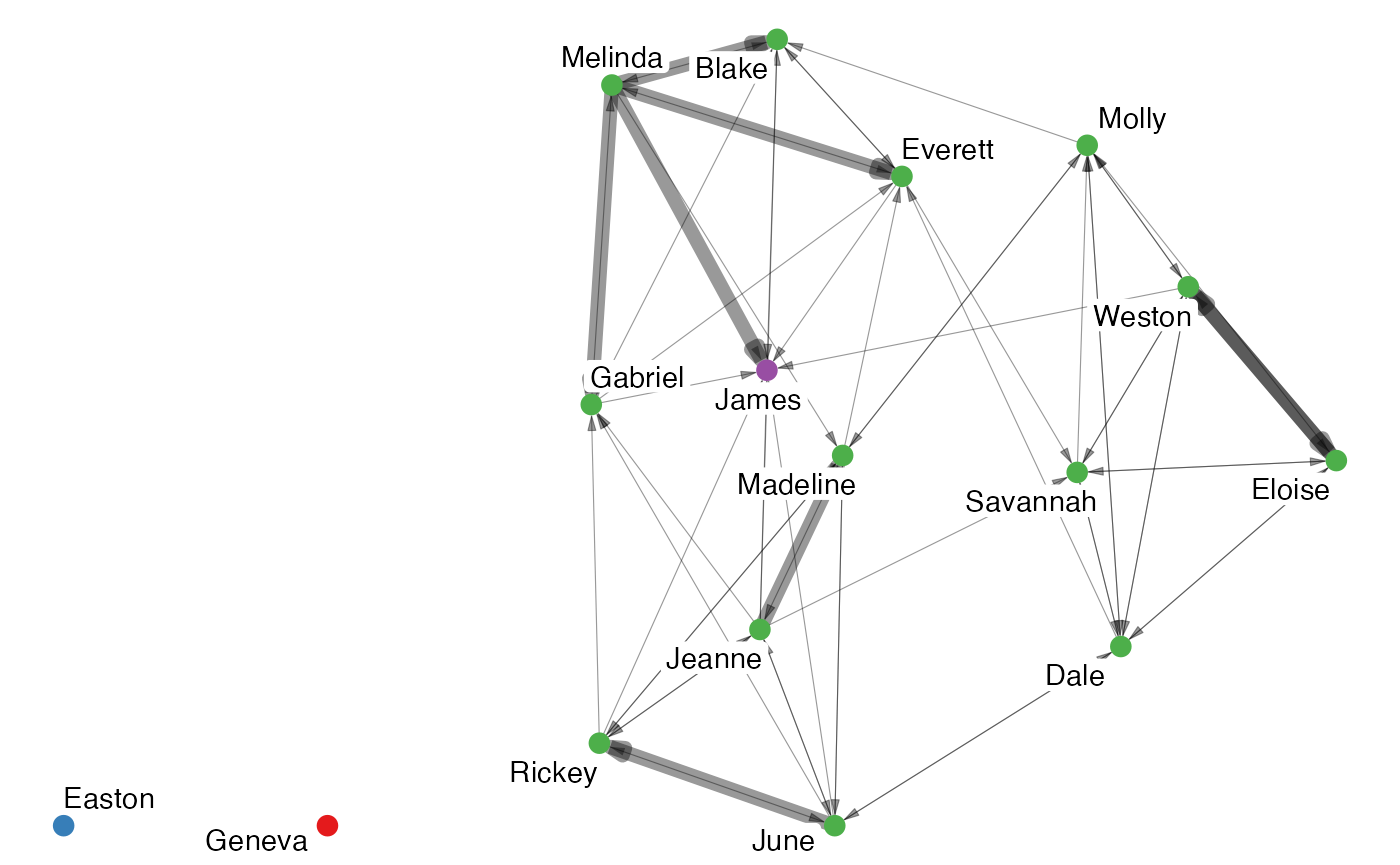 Melinda
Blake
Molly
Everett
Weston
Gabriel
James
Madeline
Savannah
Eloise
Jeanne
Dale
Rickey
Easton
Geneva
June